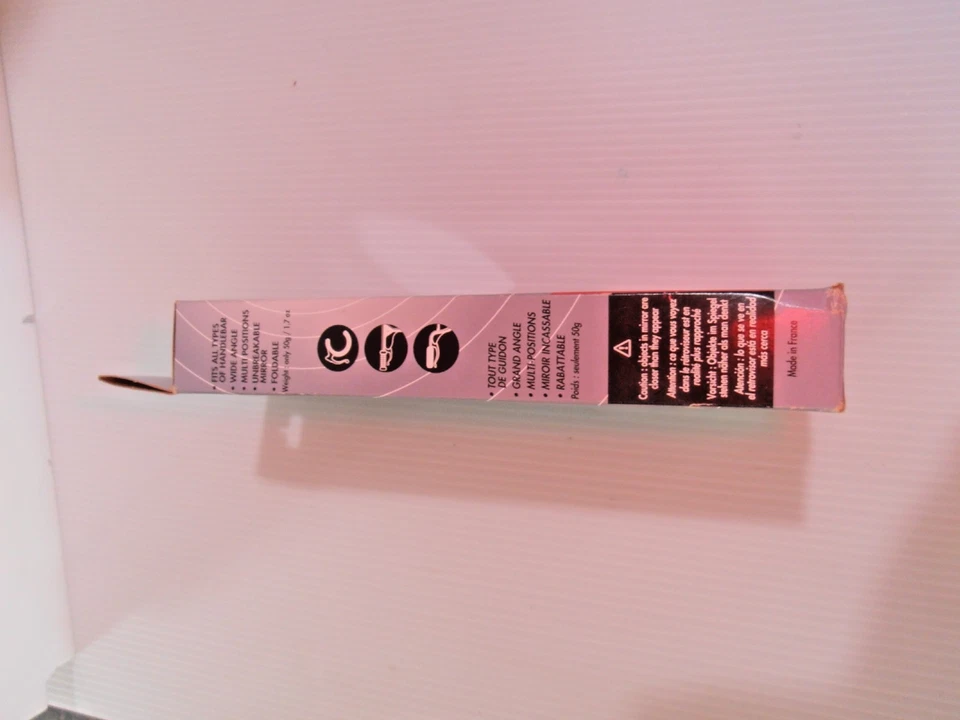 • FITS ALL TYPES
OF HANDLEBAR
• WIDE ANGLE
• MULTI POSITIONS
• UNBREAKABLE
MIRROR
• FOLDABLE
Weight : only 50g / 1.7 oz
• TOUT TYPE
DE GUIDON
• GRAND ANGLE
• MULTI-POSITIONS
• MIROIR INCASSABLE
• RABATTABLE
Poids : seulement 50g
Caution : objects in mirror are
closer than they appear
Attention : ce que vous voyez
dans le rétroviseur est en
réalité plus rapproché
Vorsicht : Objekte im Spiegel
stehen näher als man denkt
Atención : lo que se ve en
el retrovisor está en realidad
más cerca
Made in France